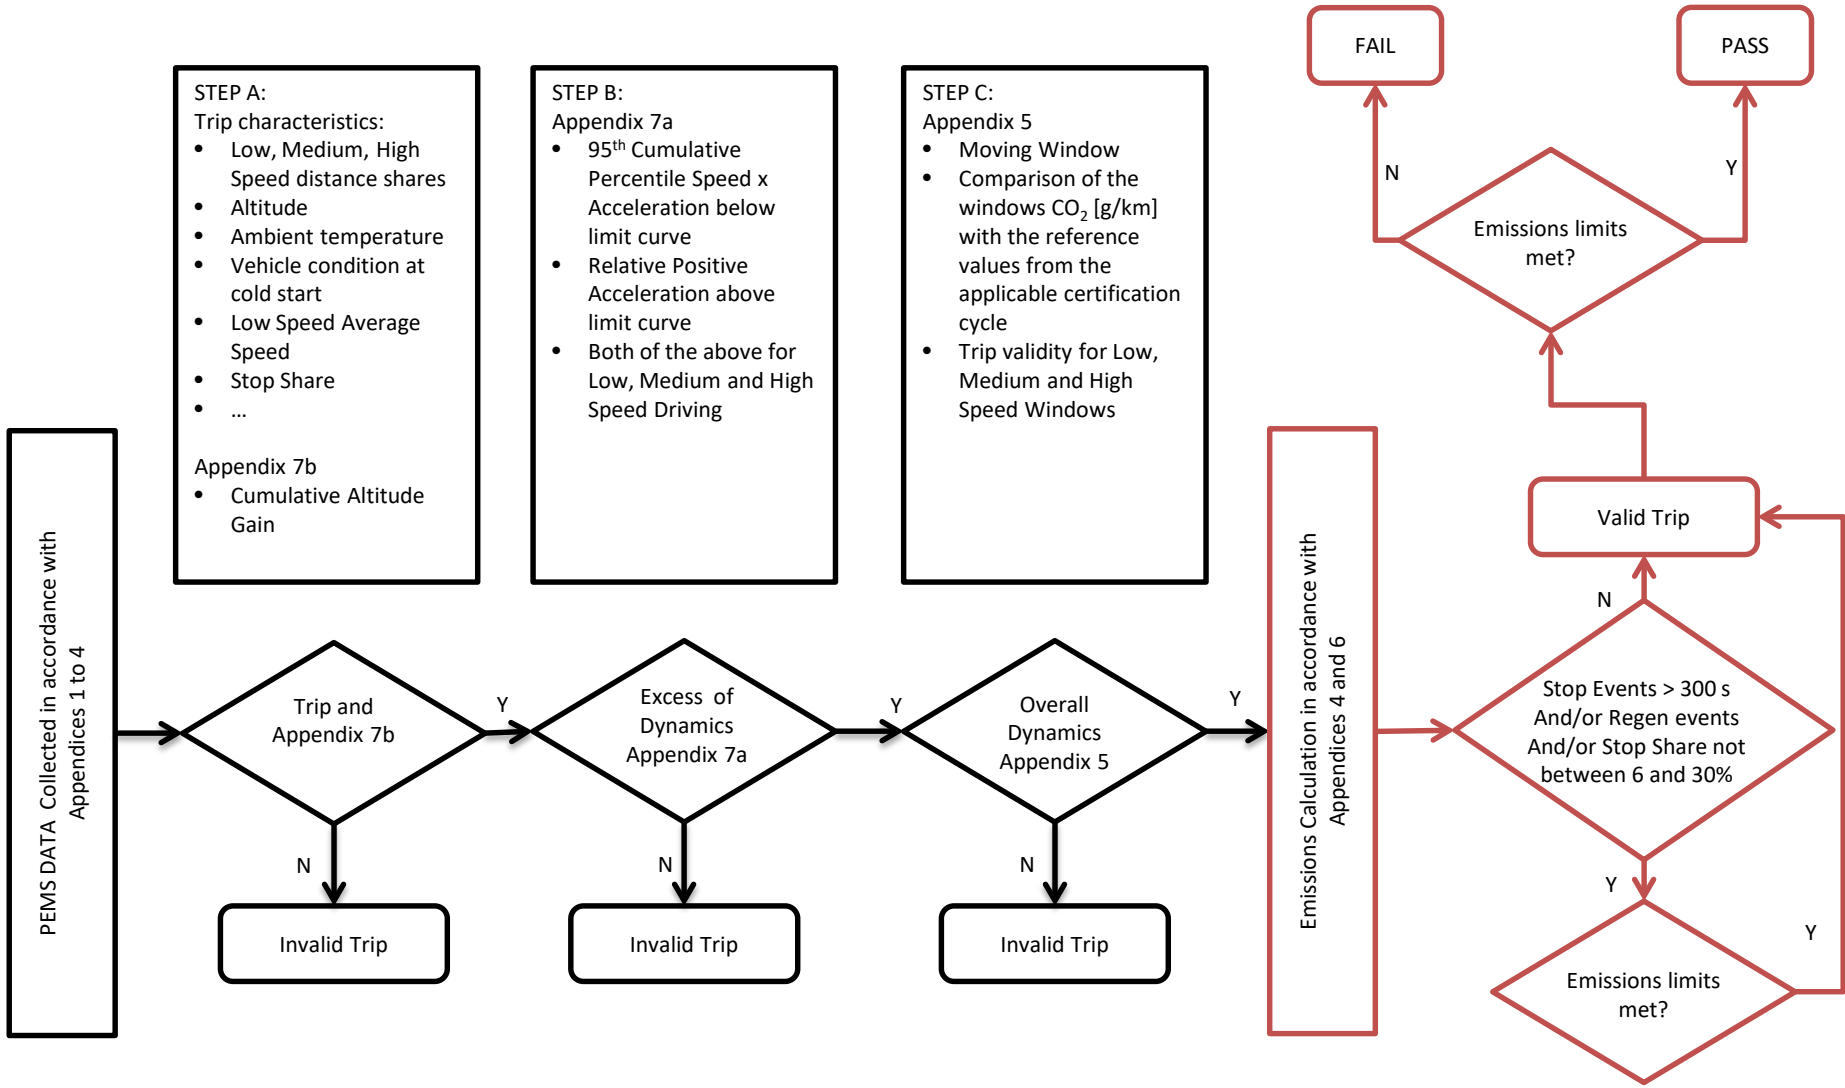 FAIL
PASS
STEP A:
Trip characteristics:
• Low, Medium, High
Speed distance shares
• Altitude
• Ambient temperature
• Vehicle condition at
cold start
• Low Speed Average
Speed
• Stop Share
• ...
Appendix 7b
• Cumulative Altitude
Gain
STEP B:
Appendix 7a
• 95th Cumulative
Percentile Speed x
Acceleration below
limit curve
• Relative Positive
Acceleration above
limit curve
• Both of the above for
Low, Medium and High
Speed Driving
STEP C:
Appendix 5
• Moving Window
• Comparison of the
windows CO2 [g/km]
with the reference
values from the
applicable certification
cycle
• Trip validity for Low,
Medium and High
Speed Windows
N
Y
Emissions limits
met?
Valid Trip
PEMS DATA Collected in accordance with
Appendices 1 to 4
Trip and
Appendix 7b
Y
N
Invalid Trip
Excess of
Dynamics
Appendix 7a
Y
N
Invalid Trip
Overall
Dynamics
Appendix 5
Y
N
Invalid Trip
Emissions Calculation in accordance with
Appendices 4 and 6
N
Stop Events > 300 s
And/or Regen events
And/or Stop Share not
between 6 and 30%
Y
Y
Emissions limits
met?